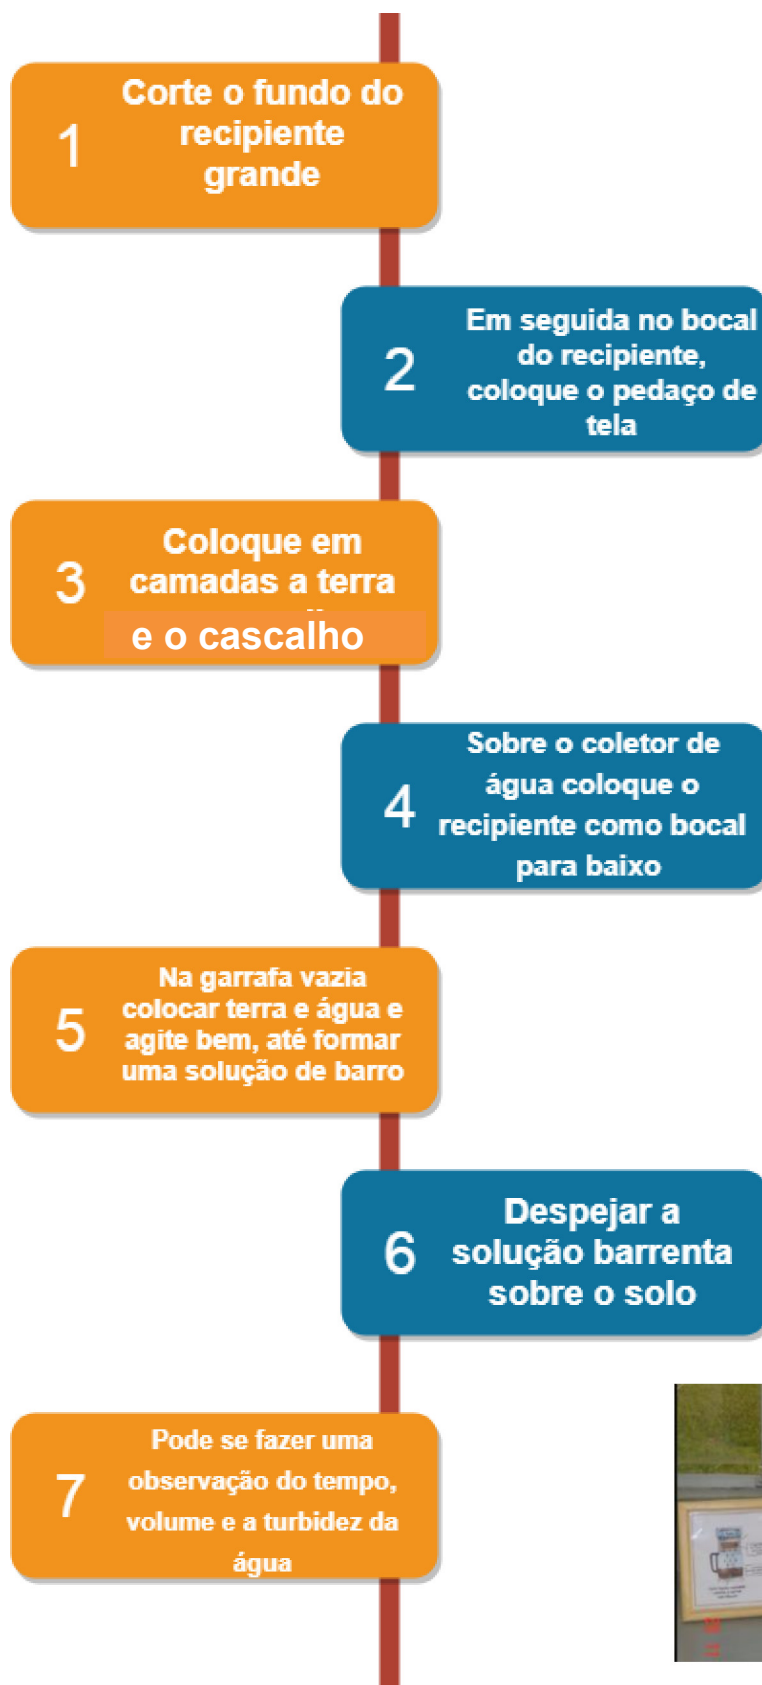 1
Corte o fundo do
recipiente
grande
2
Em seguida no bocal
do recipiente,
coloque o pedaço de
tela
3
Coloque em
camadas a terra
e o cascalho
4
Sobre o coletor de
água coloque o
recipiente como bocal
para baixo
5
Na garrafa vazia
colocar terra e água e
agite bem, até formar
uma solução de barro
6
Despejar a
solução barrenta
sobre o solo
7
Pode se fazer uma
observação do tempo,
volume e a turbidez da
água